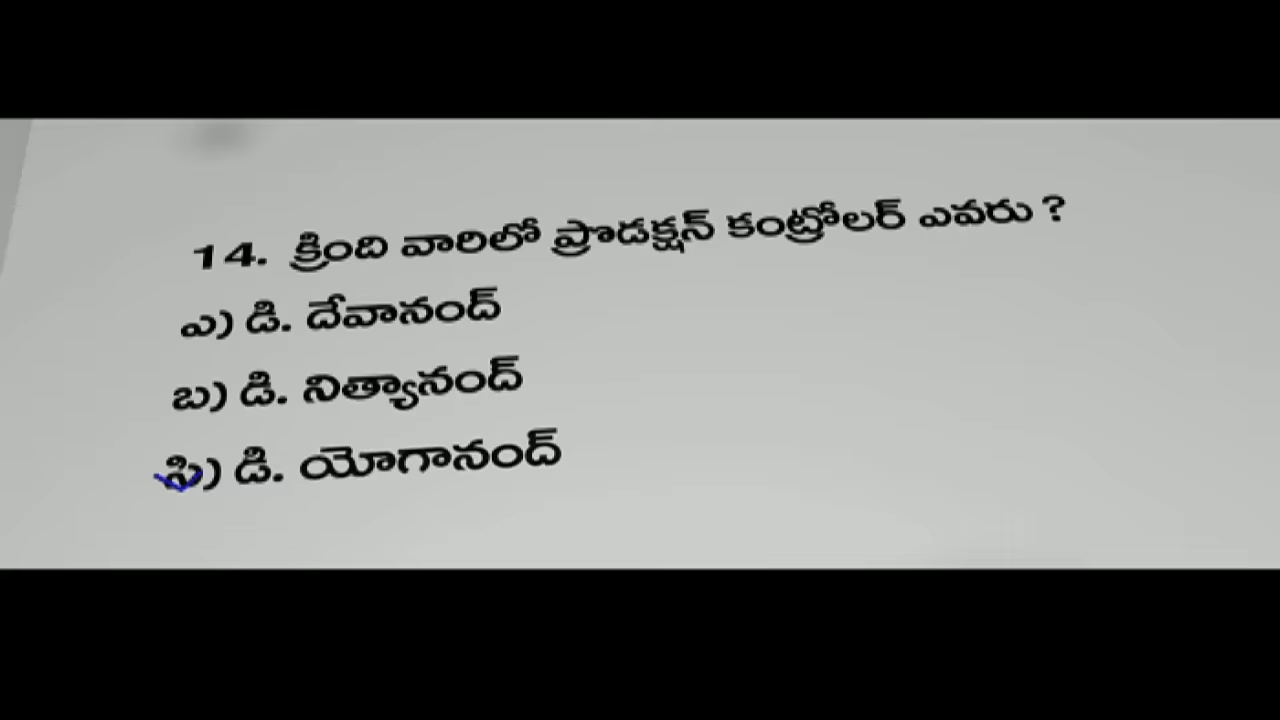 14. క్రింది వారిలో ప్రొడక్షన్ కంట్రోలర్ ఎవరు ?
ఎ) డి. దేవానంద్
బ) డి. నిత్యానంద్
సి) డి. యోగానంద్